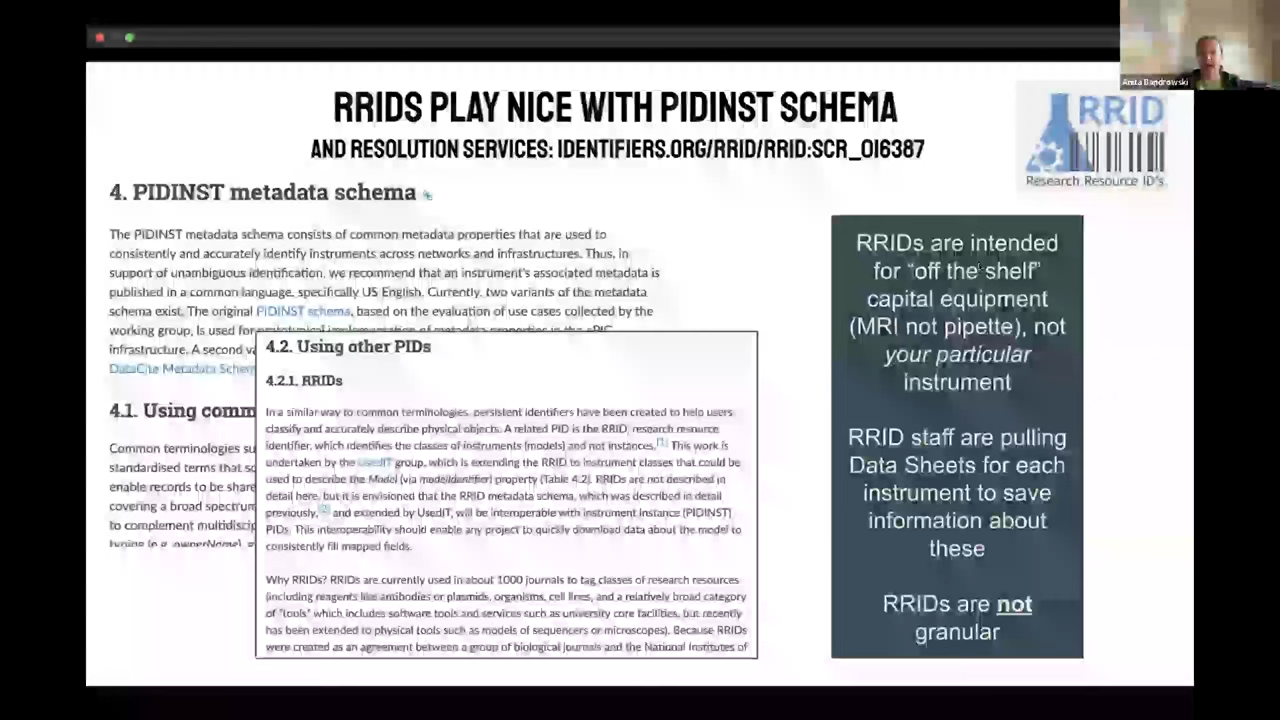 Anita Bandrowski
RRIDS PLAY NICE WITH PIDINST SCHEMA
AND RESOLUTION SERVICES: IDENTIFIERS.ORG/RRID/RRID:SCR_016387
RRID
Research Resource ID's
4. PIDINST metadata schema
The PIDINST metadata schema consists of common metadata properties that are used to
consistently and accurately identify instruments across networks and infrastructures. Thus, in
support of unambiguous identification, we recommend that an instrument's associated metadata is
published in a common language, specifically US English. Currently, two variants of the metadata
schema exist. The original PIDINST schema, based on the evaluation of use cases collected by the
working group, is used for prototypical implementation of metadata properties in the ePIC
infrastructure. A second va
DataCite Metadata Schem
4.1. Using comm
Common terminologies su
standardised terms that sc
enable records to be share
covering a broad spectrum
to complement multidiscip
typing (e.g. ownerName), g
4.2. Using other PIDs
4.2.1. RRIDs
In a similar way to common terminologies, persistent identifiers have been created to help users
classify and accurately describe physical objects. A related PID is the RRID, research resource
identifier, which identifies the classes of instruments (models) and not instances.[1] This work is
undertaken by the UsedIT group, which is extending the RRID to instrument classes that could be
used to describe the Model (via modelIdentifier) property (Table 4.2). RRIDs are not described in
detail here, but it is envisioned that the RRID metadata schema, which was described in detail
previously,[2] and extended by UsedIT, will be interoperable with instrument instance (PIDINST)
PIDs. This interoperability should enable any project to quickly download data about the model to
consistently fill mapped fields.
Why RRIDs? RRIDs are currently used in about 1000 journals to tag classes of research resources
(including reagents like antibodies or plasmids, organisms, cell lines, and a relatively broad category
of "tools" which includes software tools and services such as university core facilities, but recently
has been extended to physical tools such as models of sequencers or microscopes). Because RRIDs
were created as an agreement between a group of biological journals and the National Institutes of
RRIDs are intended
for "off the shelf"
capital equipment
(MRI not pipette), not
your particular
instrument
RRID staff are pulling
Data Sheets for each
instrument to save
information about
these
RRIDs are not
granular